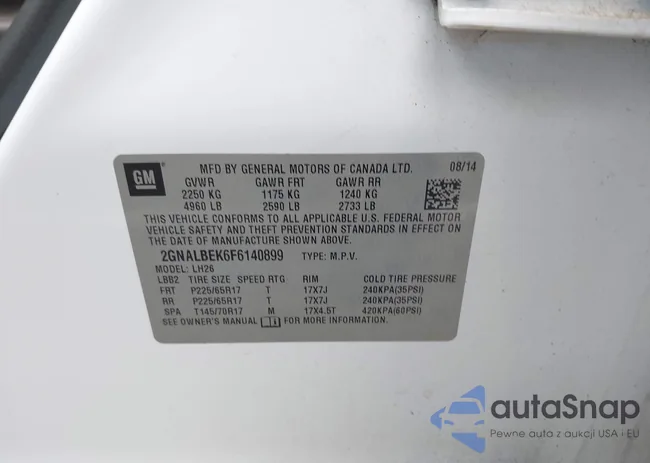 GM
MFD BY GENERAL MOTORS OF CANADA LTD. 08/14
GVWR GAWR FRT GAWR RR
2250 KG 1175 KG 1240 KG
4960 LB 2590 LB 2733 LB
THIS VEHICLE CONFORMS TO ALL APPLICABLE U.S. FEDERAL MOTOR
VEHICLE SAFETY AND THEFT PREVENTION STANDARDS IN EFFECT ON
THE DATE OF MANUFACTURE SHOWN ABOVE.
2GNALBEK6F6140899 TYPE: M.P.V.
MODEL: LH26
LBB2 TIRE SIZE SPEED RTG RIM COLD TIRE PRESSURE
FRT P225/65R17 T 17X7J 240KPA(35PSI)
RR P225/65R17 T 17X7J 240KPA(35PSI)
SPA T145/70R17 M 17X4.5T 420KPA(60PSI)
SEE OWNER'S MANUAL FOR MORE INFORMATION.
autoSnap
Pewne auta z aukcji USA i EU